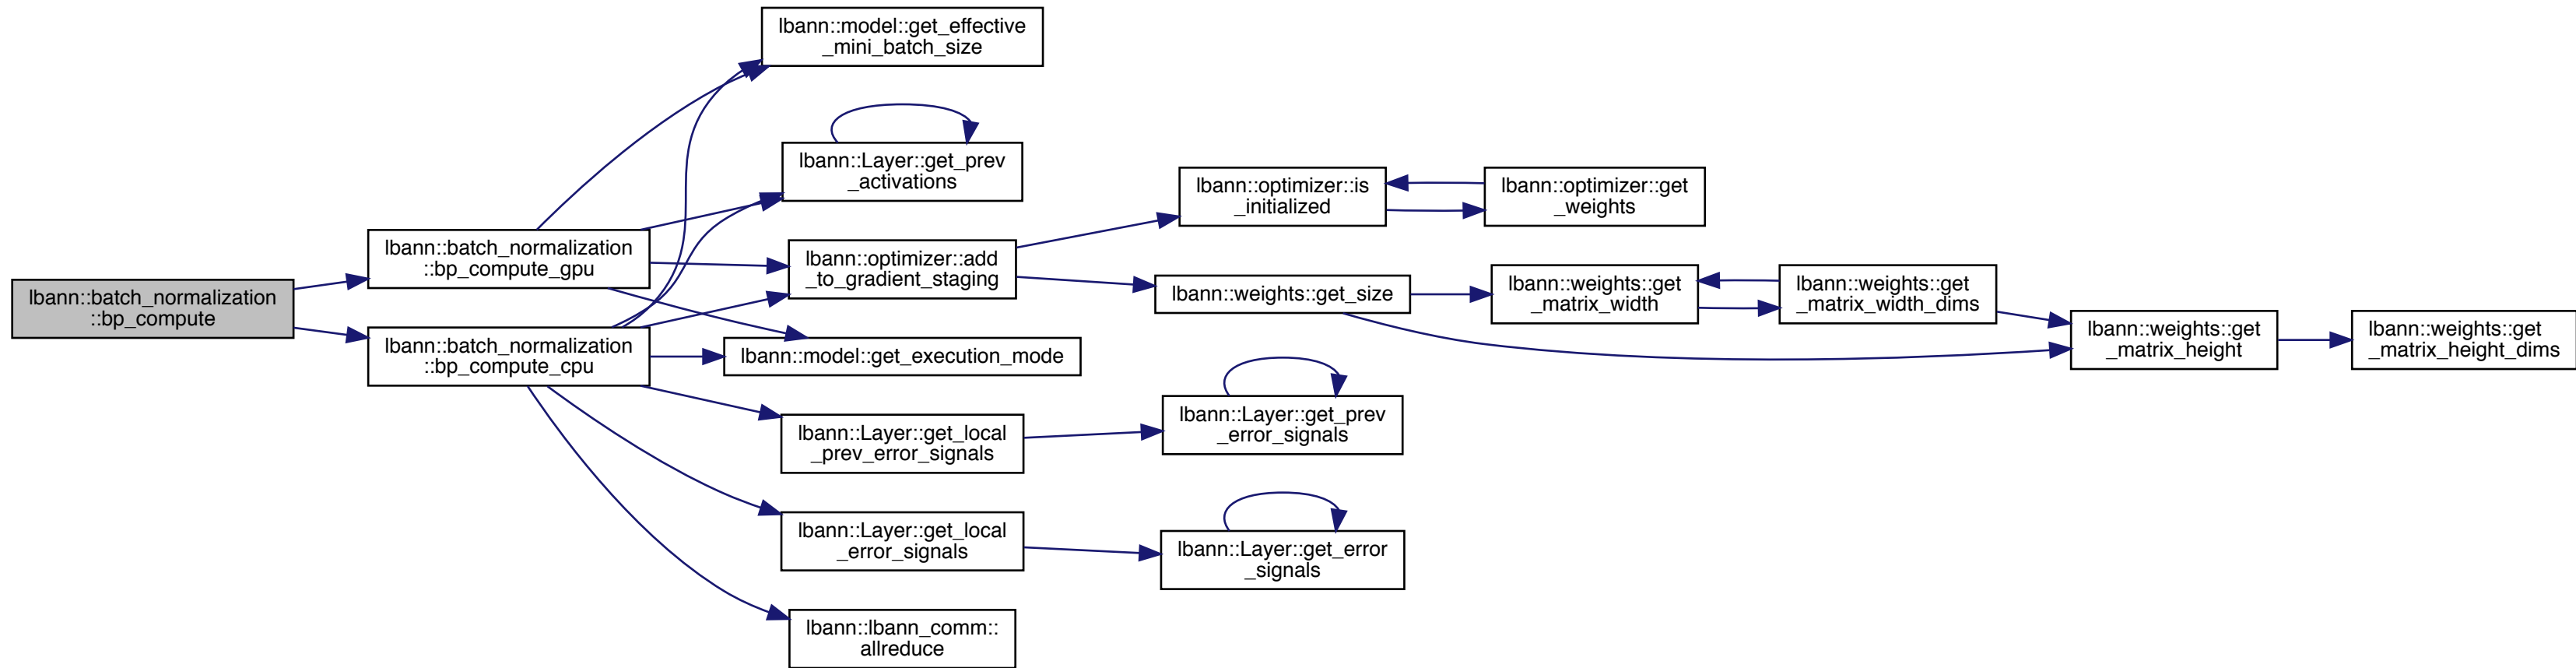 lbann::batch_normalization
::bp_compute
lbann::batch_normalization
::bp_compute_gpu
lbann::batch_normalization
::bp_compute_cpu
lbann::model::get_effective
_mini_batch_size
lbann::Layer::get_prev
_activations
lbann::optimizer::add
_to_gradient_staging
lbann::model::get_execution_mode
lbann::Layer::get_local
_prev_error_signals
lbann::Layer::get_local
_error_signals
lbann::lbann_comm::
allreduce
lbann::optimizer::is
_initialized
lbann::weights::get_size
lbann::Layer::get_prev
_error_signals
lbann::Layer::get_error
_signals
lbann::optimizer::get
_weights
lbann::weights::get
_matrix_width
lbann::weights::get
_matrix_width_dims
lbann::weights::get
_matrix_height
lbann::weights::get
_matrix_height_dims